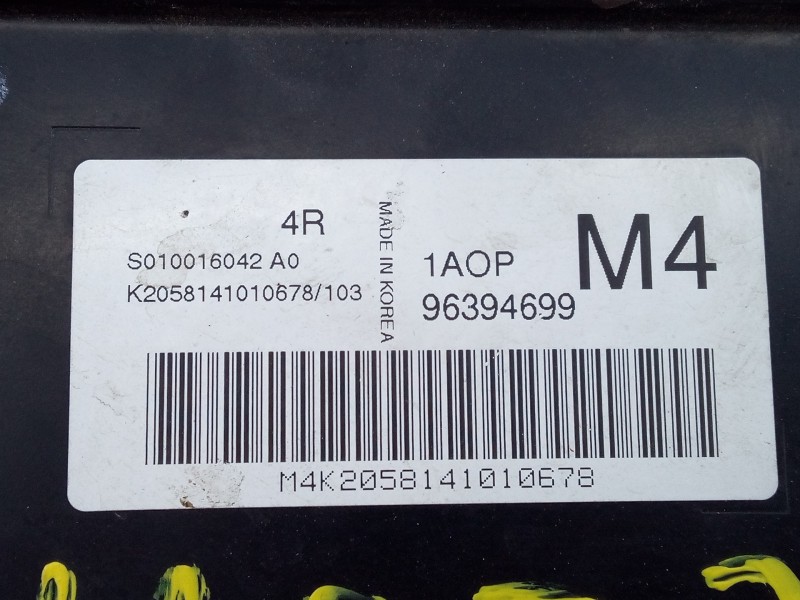 4R
S010016042 A0
K2058141010678/103
MADE IN KOREA
1AOP
96394699
M4
M4K2058141010678